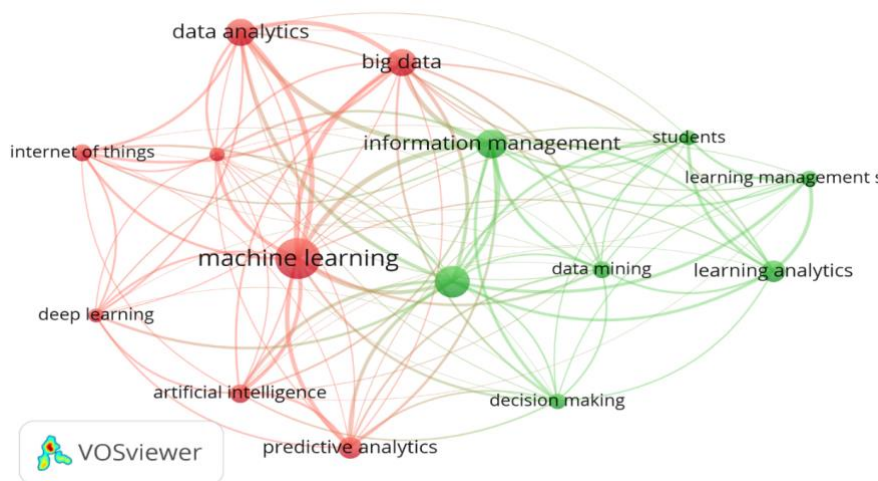 data analytics
big data
information management
students
internet of things
learning management s
machine learning
data mining
learning analytics
deep learning
artificial intelligence
decision making
predictive analytics
VOSviewer